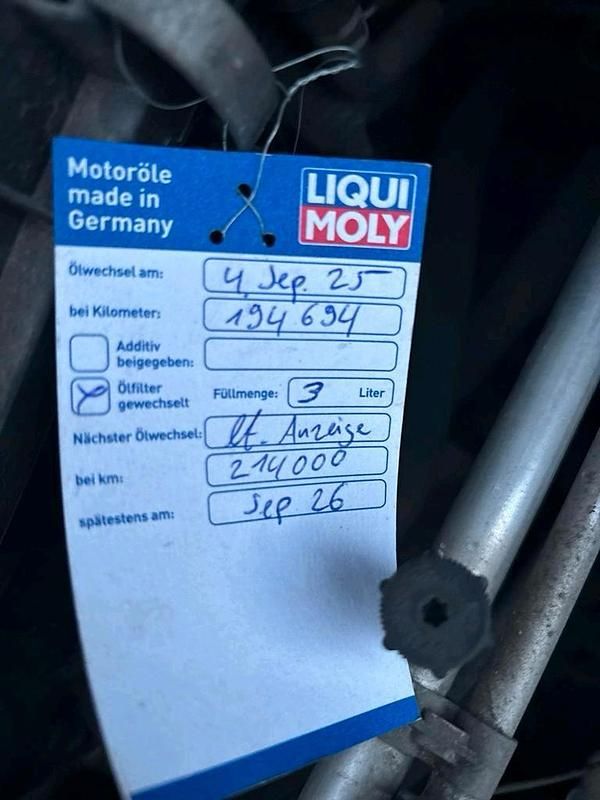 Motoröle
made in
Germany
LIQUI
MOLY
Ölwechsel am: 4. Sep. 25
bei Kilometer: 194.694
Additiv
beigegeben:
Ölfilter
gewechselt
Füllmenge: 3 Liter
Nächster Ölwechsel: lt. Anzeige
bei km: 214000
spätestens am: Sep 26